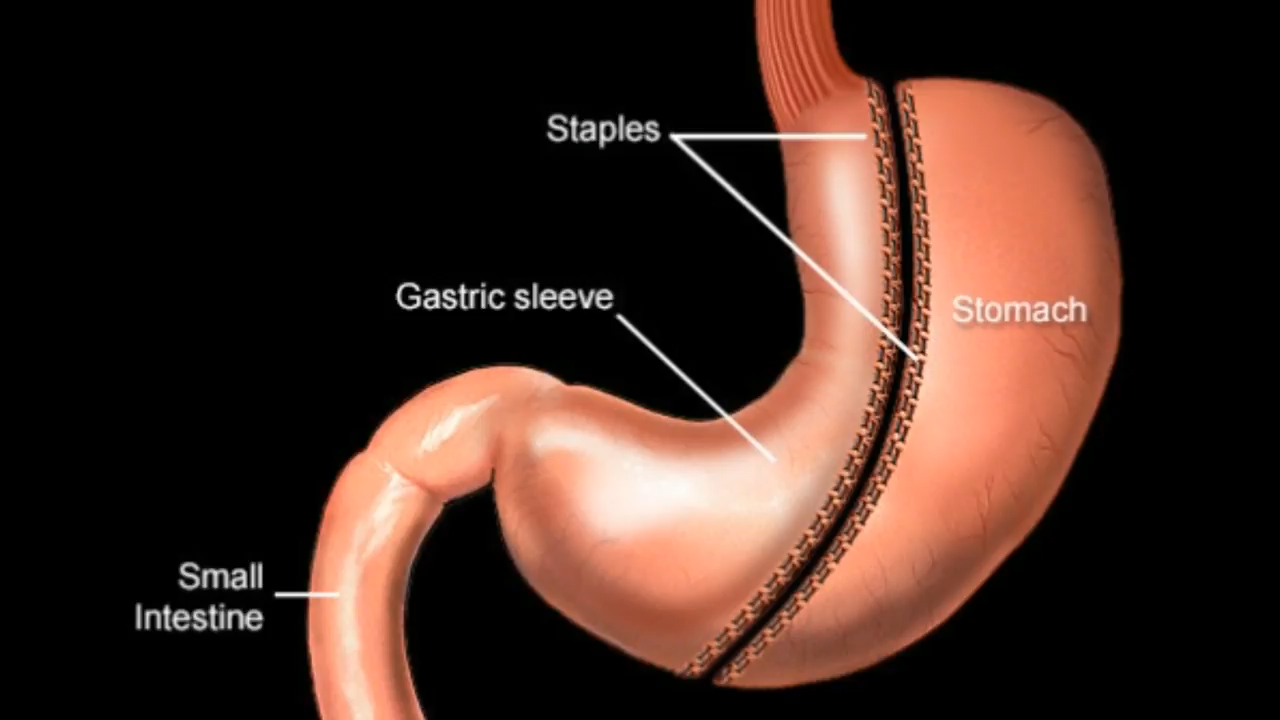 Staples
Gastric sleeve
Stomach
Small
Intestine